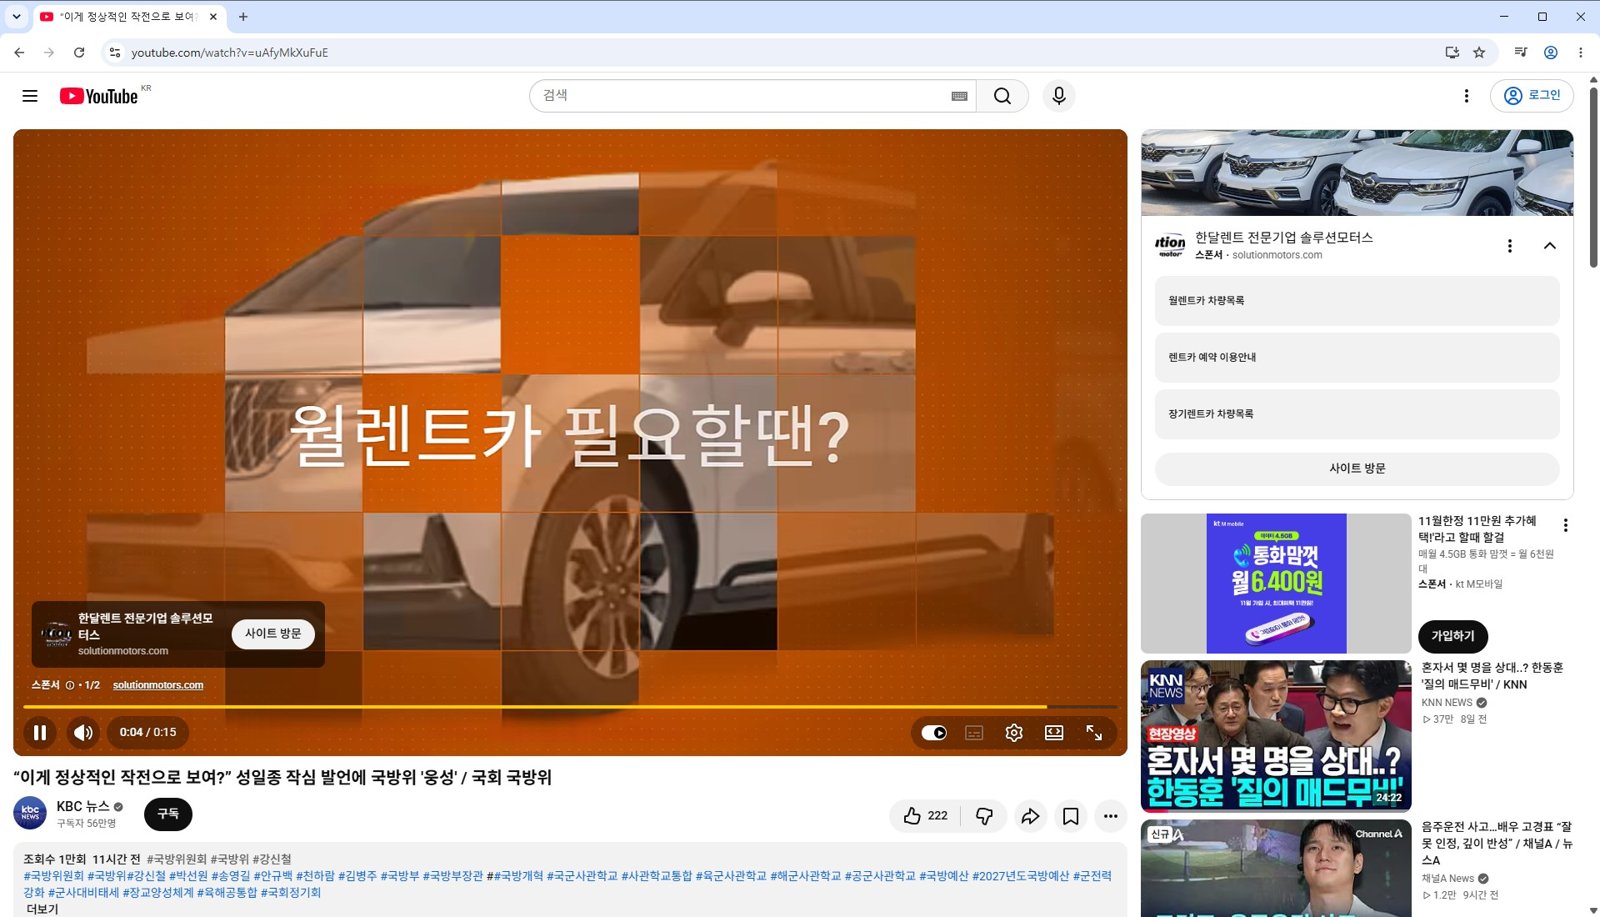 “이게 정상적인 작전으로 보여?
youtube.com/watch?v=uAfyMkXuFuE
YouTube KR
검색
로그인
월렌트카 필요할땐?
한달렌트 전문기업 솔루션모
터스
solutionmotors.com
사이트 방문
스폰서 • 1/2 solutionmotors.com
0:04 / 0:15
“이게 정상적인 작전으로 보여?” 성일종 작심 발언에 국방위 '웅성' / 국회 국방위
kbc NEWS
KBC 뉴스
구독자 56만명
구독
222
조회수 1만회 11시간 전 #국방위원회 #국방위 #강신철
#국방위원회 #국방위#강신철 #박선원 #송영길 #안규백 #천하람 #김병주 #국방부 #국방부장관 ##국방개혁 #국군사관학교 #사관학교통합 #육군사관학교 #해군사관학교 #공군사관학교 #국방예산 #2027년도국방예산 #군전력
강화 #군사대비태세 #장교양성체계 #육해공통합 #국회정기회
더보기
ition
motor
한달렌트 전문기업 솔루션모터스
스폰서 · solutionmotors.com
월렌트카 차량목록
렌트카 예약 이용안내
장기렌트카 차량목록
사이트 방문
kt M mobile
데이터 4.5GB
통화맘껏
월6,400원
11월한정 11만원 추가혜
택!'라고 할때 할걸
매월 4.5GB 통화 맘껏 = 월 6천원
대
스폰서 · kt M모바일
가입하기
KNN
NEWS
현장영상
혼자서 몇 명을 상대..?
한동훈 '질의 매드무비'
24:22
혼자서 몇 명을 상대..? 한동훈
'질의 매드무비' / KNN
KNN NEWS
37만 8일 전
신규
Channel A
음주운전 사고…배우 고경표 “잘
못 인정, 깊이 반성” / 채널A / 뉴
스A
채널A News
1.2만 9시간 전